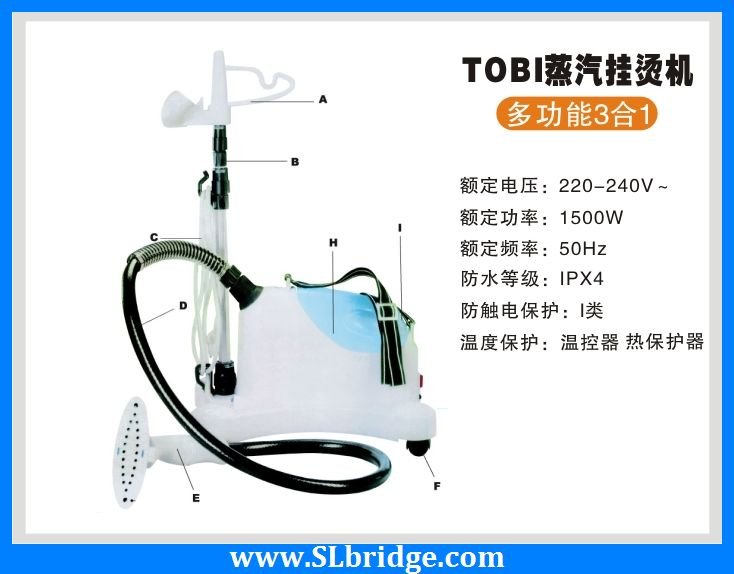 TOBI蒸汽挂烫机
多功能3合1
额定电压: 220-240V~
额定功率: 1500W
额定频率: 50Hz
防水等级: IPX4
防触电保护: I类
温度保护: 温控器 热保护器
A
B
C
D
E
F
H
I
www.SLbridge.com